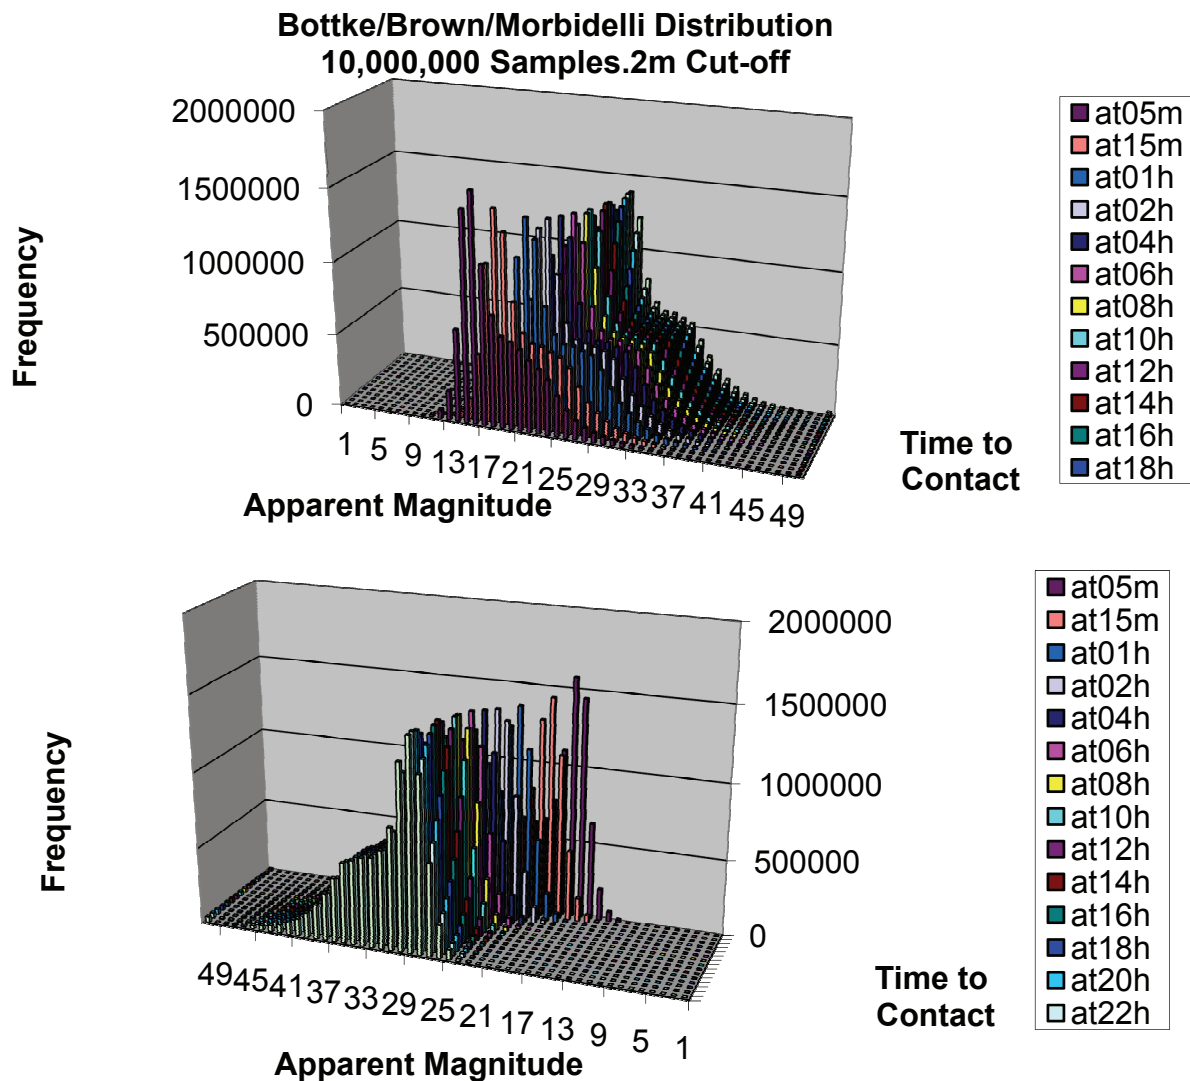 Bottke/Brown/Morbidelli Distribution
10,000,000 Samples.2m Cut-off
2000000
1500000
1000000
500000
0
Frequency
1 5 9 13 17 21 25 29 33 37 41 45 49
Apparent Magnitude
Time to
Contact
at05m
at15m
at01h
at02h
at04h
at06h
at08h
at10h
at12h
at14h
at16h
at18h
2000000
1500000
1000000
500000
0
Frequency
49 45 41 37 33 29 25 21 17 13 9 5 1
Apparent Magnitude
Time to
Contact
at05m
at15m
at01h
at02h
at04h
at06h
at08h
at10h
at12h
at14h
at16h
at18h
at20h
at22h